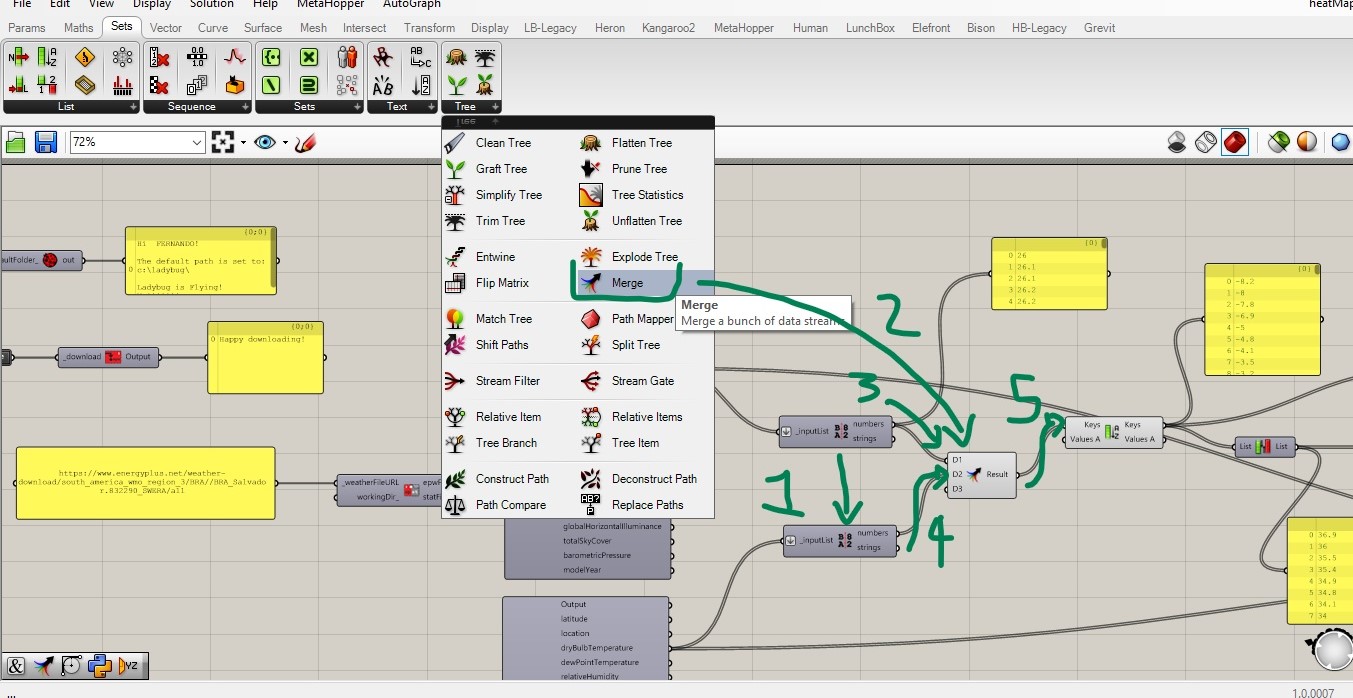 File Edit View Display Solution Help MetaHopper AutoGraph heatMap
Params Maths Sets Vector Curve Surface Mesh Intersect Transform Display LB-Legacy Heron Kangaroo2 MetaHopper Human LunchBox Elefront Bison HB-Legacy Grevit
List Sequence Sets Text Tree
Tree
72%
Clean Tree Flatten Tree
Graft Tree Prune Tree
Simplify Tree Tree Statistics
Trim Tree Unflatten Tree
Entwine Explode Tree
Flip Matrix Merge
Match Tree Path Mapper
Shift Paths Split Tree
Stream Filter Stream Gate
Relative Item Relative Items
Tree Branch Tree Item
Construct Path Deconstruct Path
Path Compare Replace Paths
Merge
Merge a bunch of data stream
out
{0;0}
Hi FERNANDO!
The default path is set to:
0 c:\ladybug\
Ladybug is Flying!
_download Output
{0;0}
0 Happy downloading!
https://www.energyplus.net/weather-
download/south_america_wmo_region_3/BRA//BRA_Salvado
r.832290_SWERA/all
_weatherFileURL
workingDir_
globalHorizontalIlluminance
totalSkyCover
barometricPressure
modelYear
Output
latitude
location
dryBulbTemperature
dewPointTemperature
relativeHumidity
1
2
3
4
5
_inputList numbers
strings
_inputList numbers
strings
D1
D2 Result
D3
Keys Keys
Values A Values A
List List
{0}
0 26
1 26.1
2 26.1
3 26.2
4 26.2
{0}
0 -8.2
1 -8
2 -7.8
3 -6.9
4 -5
5 -4.8
6 -4.1
7 -3.5
8 -3.2
0 36.9
1 36
2 35.5
3 35.4
4 34.9
5 34.8
6 34.1
7 34
1.0.0007